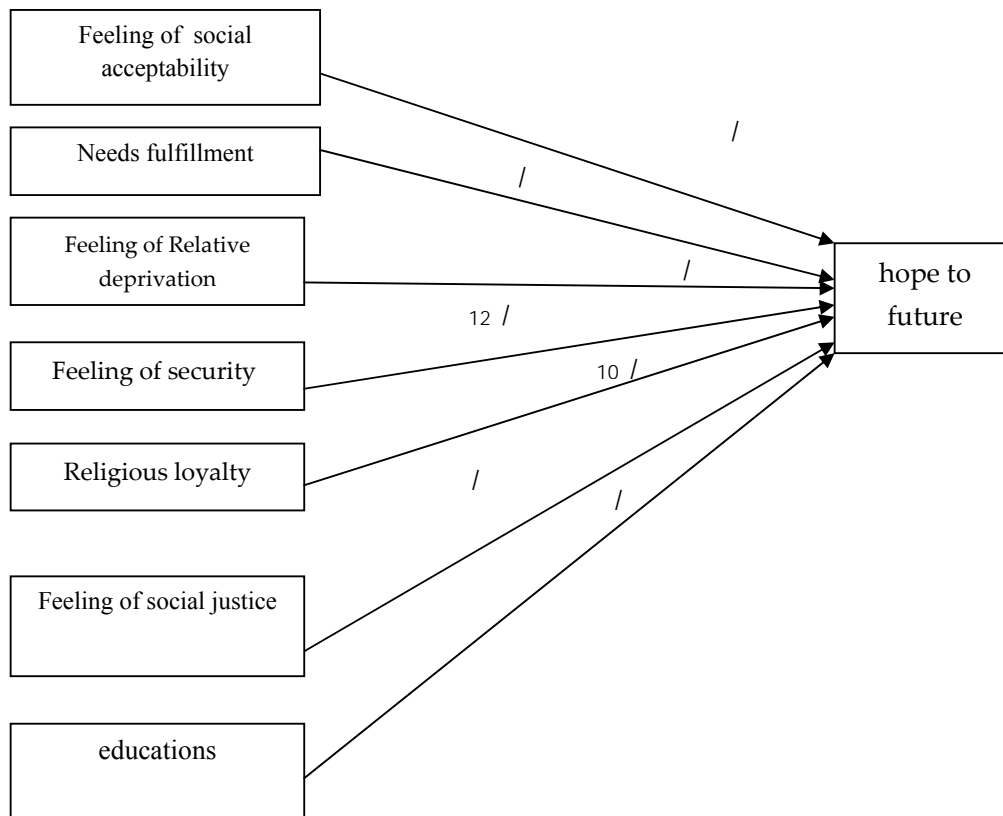 Feeling of social
acceptability
/
Needs fulfillment
/
Feeling of Relative
deprivation
/
hope to
future
12 /
Feeling of security
10 /
Religious loyalty
/
/
Feeling of social justice
educations